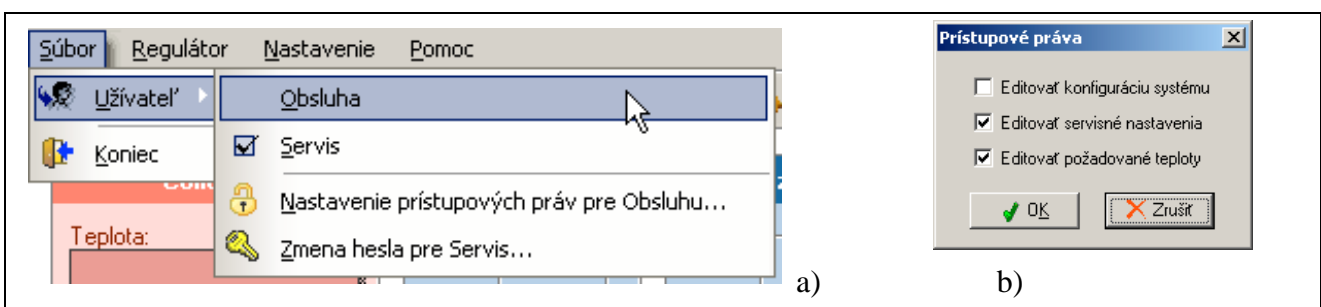 Súbor Regulátor Nastavenie Pomoc
Užívateľ
Koniec
Obsluha
Servis
Nastavenie prístupových práv pre Obsluhu...
Zmena hesla pre Servis...
Teplota:
a)
Prístupové práva
Editovať konfiguráciu systému
Editovať servisné nastavenia
Editovať požadované teploty
OK Zrušiť
b)